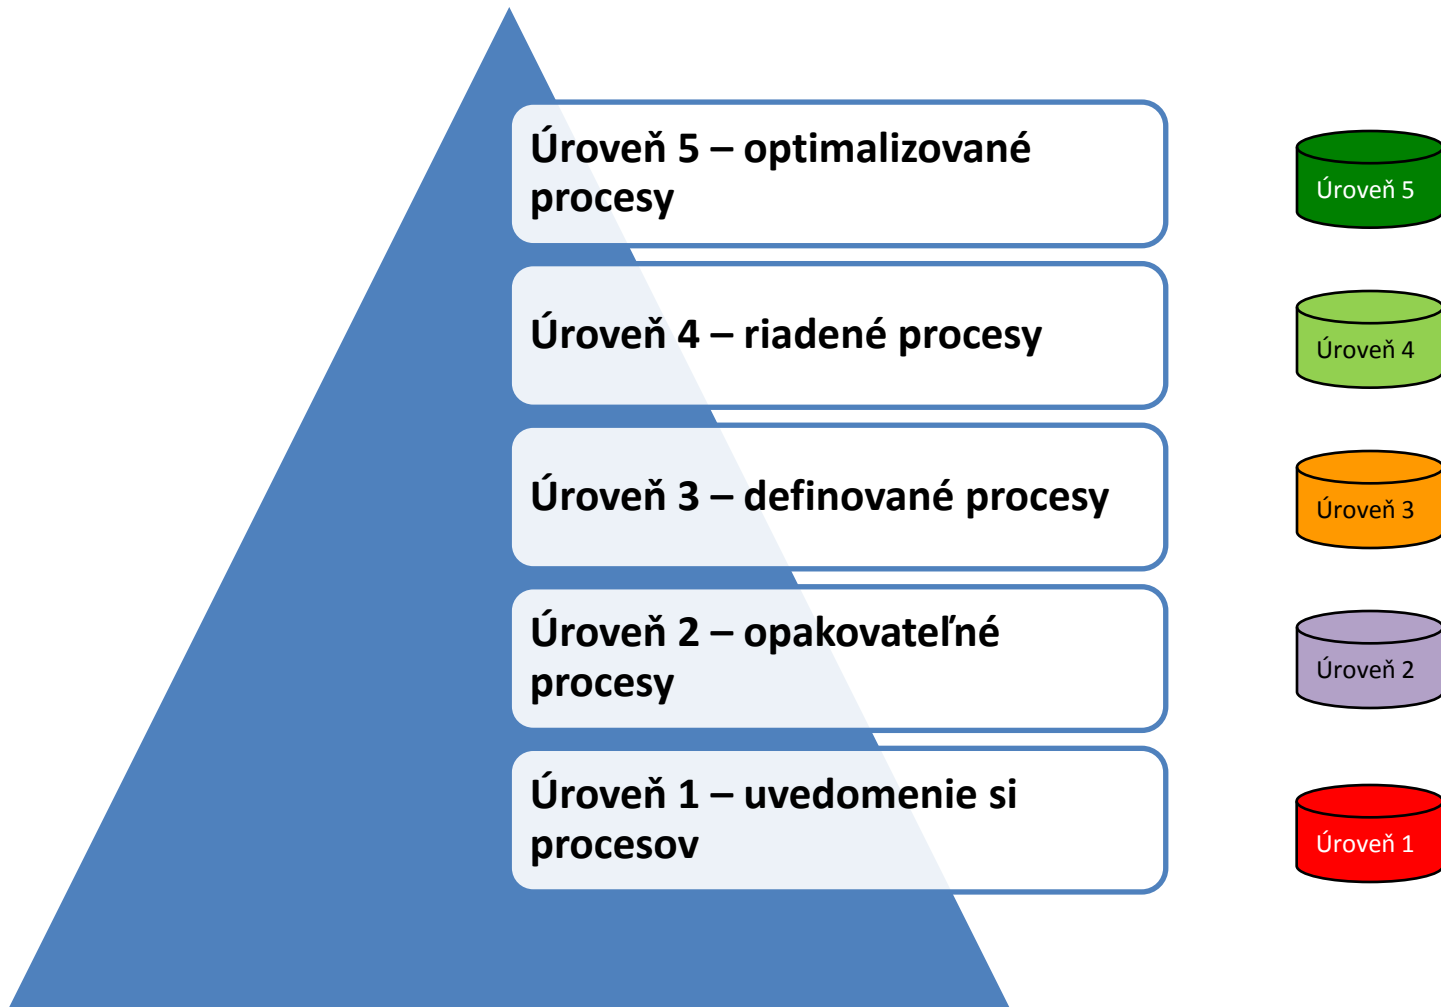 Úroveň 5 – optimalizované
procesy
Úroveň 5
Úroveň 4 – riadené procesy
Úroveň 4
Úroveň 3 – definované procesy
Úroveň 3
Úroveň 2 – opakovateľné
procesy
Úroveň 2
Úroveň 1 – uvedomenie si
procesov
Úroveň 1